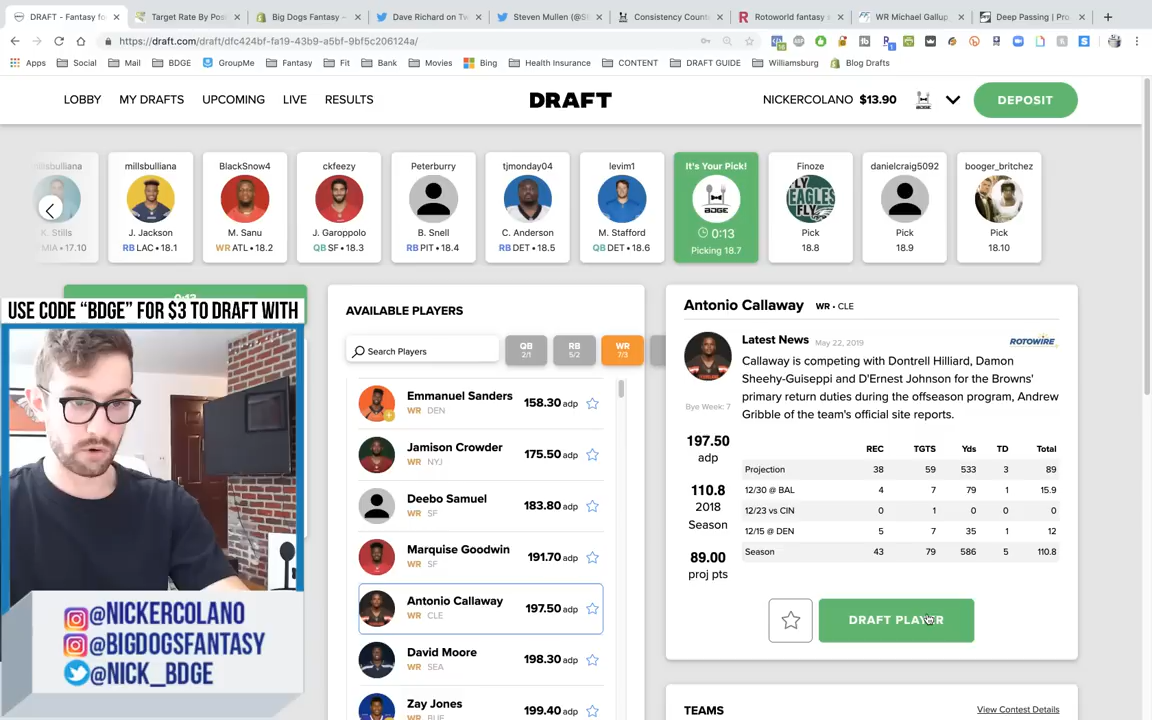 DRAFT - Fantasy fo
Target Rate By Posi
Big Dogs Fantasy -
Dave Richard on Tw
Steven Mullen (@S
Consistency Count
Rotoworld fantasy
WR Michael Gallup
Deep Passing | Pro
https://draft.com/draft/dfc424bf-fa19-43b9-a5bf-9bf5c206124a/
Apps Social Mail BDGE GroupMe Fantasy Fit Bank Movies Bing Health Insurance CONTENT DRAFT GUIDE Williamsburg Blog Drafts
LOBBY MY DRAFTS UPCOMING LIVE RESULTS DRAFT NICKERCOLANO $13.90 DEPOSIT
millsbulliana BlackSnow4 ckfeezy Peterburry tjmonday04 levim1 It's Your Pick! Finoze danielcraig5092 booger_britchez
BDGE
0:13
FLY EAGLES FLY
K. Stills J. Jackson M. Sanu J. Garoppolo B. Snell C. Anderson M. Stafford Pick Pick Pick
MIA • 17.10 RB LAC • 18.1 WR ATL • 18.2 QB SF • 18.3 RB PIT • 18.4 RB DET • 18.5 QB DET • 18.6 Picking 18.7 18.8 18.9 18.10
USE CODE "BDGE" FOR $3 TO DRAFT WITH
@NICKERCOLANO
@BIGDOGSFANTASY
@NICK_BDGE
AVAILABLE PLAYERS
Search Players
QB 2/1
RB 5/2
WR 7/3
Emmanuel Sanders
WR DEN
158.30 adp
Jamison Crowder
WR NYJ
175.50 adp
Deebo Samuel
WR SF
183.80 adp
Marquise Goodwin
WR SF
191.70 adp
Antonio Callaway
WR CLE
197.50 adp
David Moore
WR SEA
198.30 adp
Zay Jones
WR BUF
199.40 adp
Antonio Callaway WR • CLE
Latest News May 22, 2019 ROTOWIRE
Callaway is competing with Dontrell Hilliard, Damon
Sheehy-Guiseppi and D'Ernest Johnson for the Browns'
primary return duties during the offseason program, Andrew
Gribble of the team's official site reports.
Bye Week: 7
197.50
adp
110.8
2018
Season
89.00
proj pts
REC TGTS Yds TD Total
Projection 38 59 533 3 89
12/30 @ BAL 4 7 79 1 15.9
12/23 vs CIN 0 1 0 0 0
12/15 @ DEN 5 7 35 1 12
Season 43 79 586 5 110.8
DRAFT PLAYER
TEAMS View Contest Details